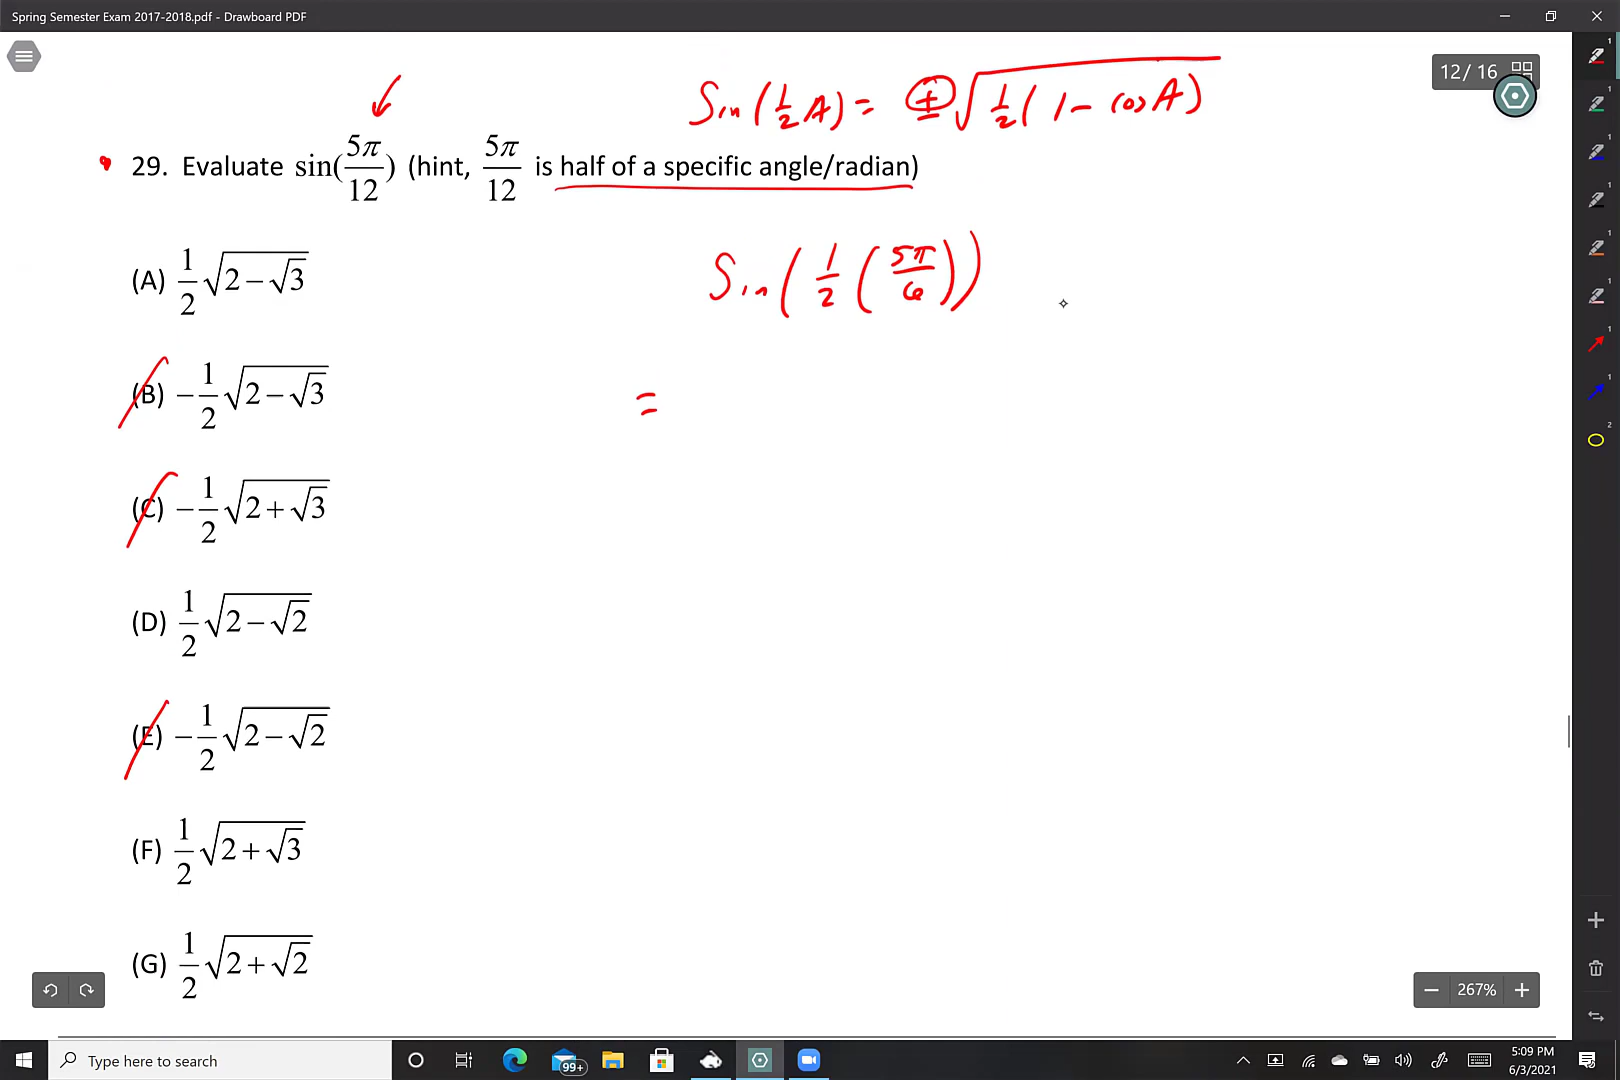 Spring Semester Exam 2017-2018.pdf - Drawboard PDF
12 / 16
Sin(1/2 A) = ± √(1/2(1 - cos A))
29. Evaluate sin(5π/12) (hint, 5π/12 is half of a specific angle/radian)
Sin(1/2(5π/6))
=
(A) 1/2 √(2 − √3)
(B) − 1/2 √(2 − √3)
(C) − 1/2 √(2 + √3)
(D) 1/2 √(2 − √2)
(E) − 1/2 √(2 − √2)
(F) 1/2 √(2 + √3)
(G) 1/2 √(2 + √2)
267%
Type here to search
99+
5:09 PM
6/3/2021